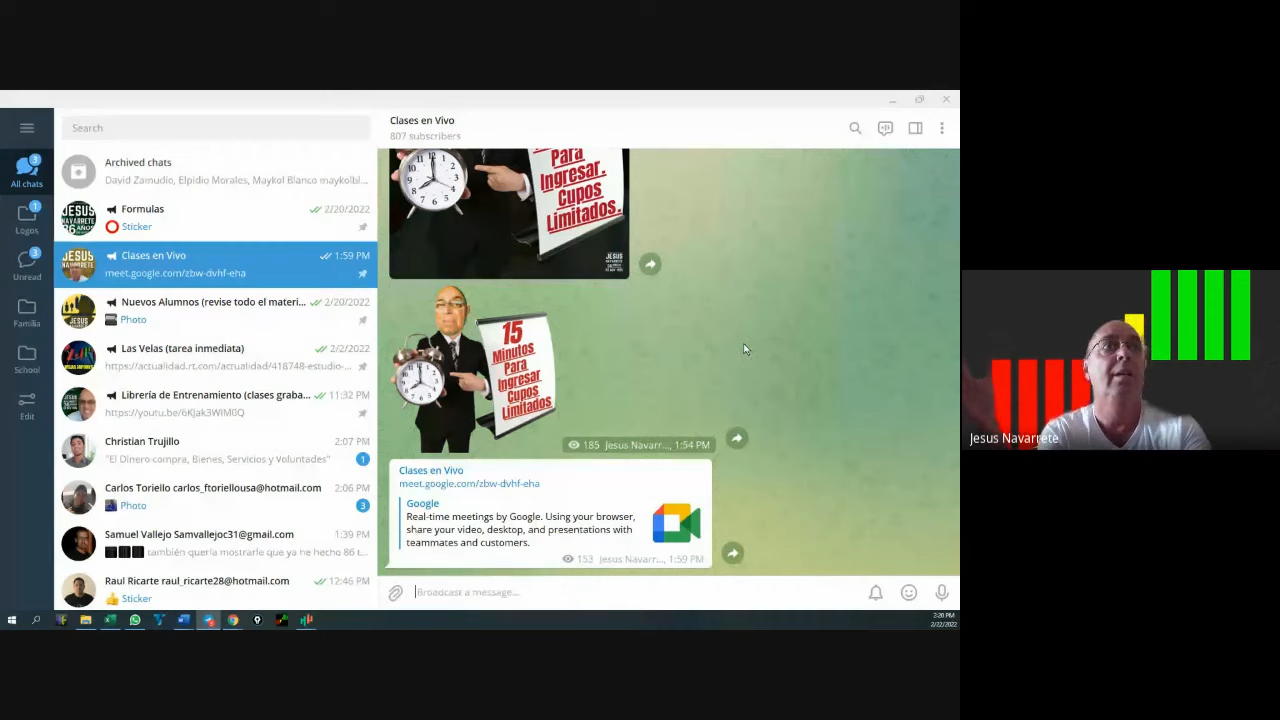 Search
All chats
Logos
Unread
Familia
School
Edit
Archived chats
David Zamudio, Elpidio Morales, Maykol Blanco maykolbl...
Formulas
2/20/2022
Sticker
Clases en Vivo
1:59 PM
meet.google.com/zbw-dvhf-eha
Nuevos Alumnos (revise todo el materi...
2/20/2022
Photo
Las Velas (tarea inmediata)
2/2/2022
https://actualidad.rt.com/actualidad/418748-estudio-...
Librería de Entrenamiento (clases graba...
11:32 PM
https://youtu.be/6KJak3WIM0Q
Christian Trujillo
2:07 PM
"El Dinero compra, Bienes, Servicios y Voluntades"
1
Carlos Toriello carlos_ftoriellousa@hotmail.com
2:06 PM
Photo
3
Samuel Vallejo Samvallejoc31@gmail.com
1:39 PM
también quería mostrarle que ya he hecho 86 t...
Raul Ricarte raul_ricarte28@hotmail.com
12:46 PM
Sticker
Clases en Vivo
807 subscribers
Para
Ingresar.
Cupos
Limitados.
JESUS
NAVARRETE
15
Minutos
Para
Ingresar
Cupos
Limitados
185 Jesus Navarr..., 1:54 PM
Clases en Vivo
meet.google.com/zbw-dvhf-eha
Google
Real-time meetings by Google. Using your browser,
share your video, desktop, and presentations with
teammates and customers.
153 Jesus Navarr..., 1:59 PM
Broadcast a message...
2:20 PM
2/22/2022
Jesus Navarrete